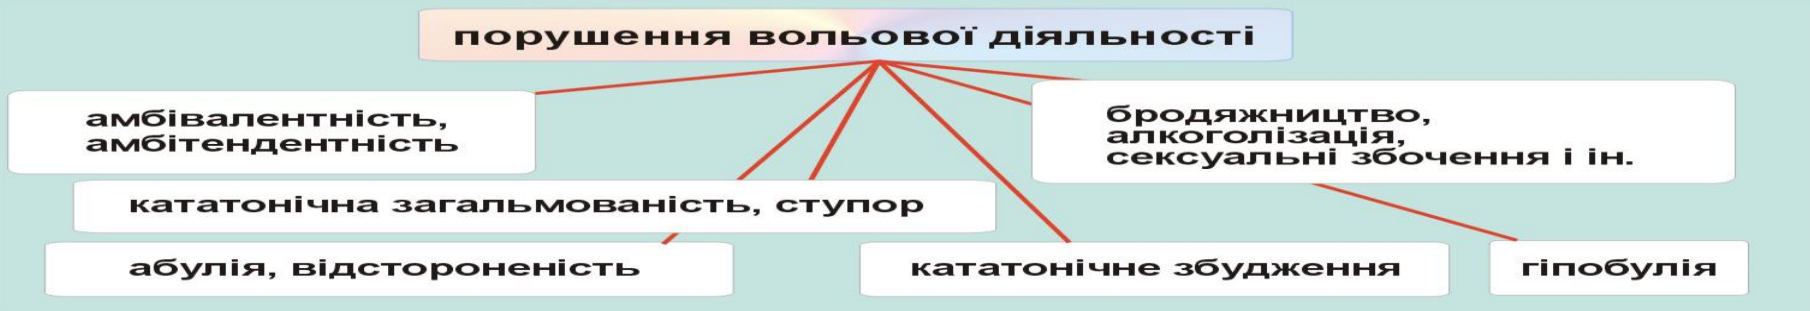 порушення вольової діяльності
амбівалентність,
амбітендентність
бродяжництво,
алкоголізація,
сексуальні збочення і ін.
кататонічна загальмованість, ступор
абулія, відстороненість
кататонічне збудження
гіпобулія